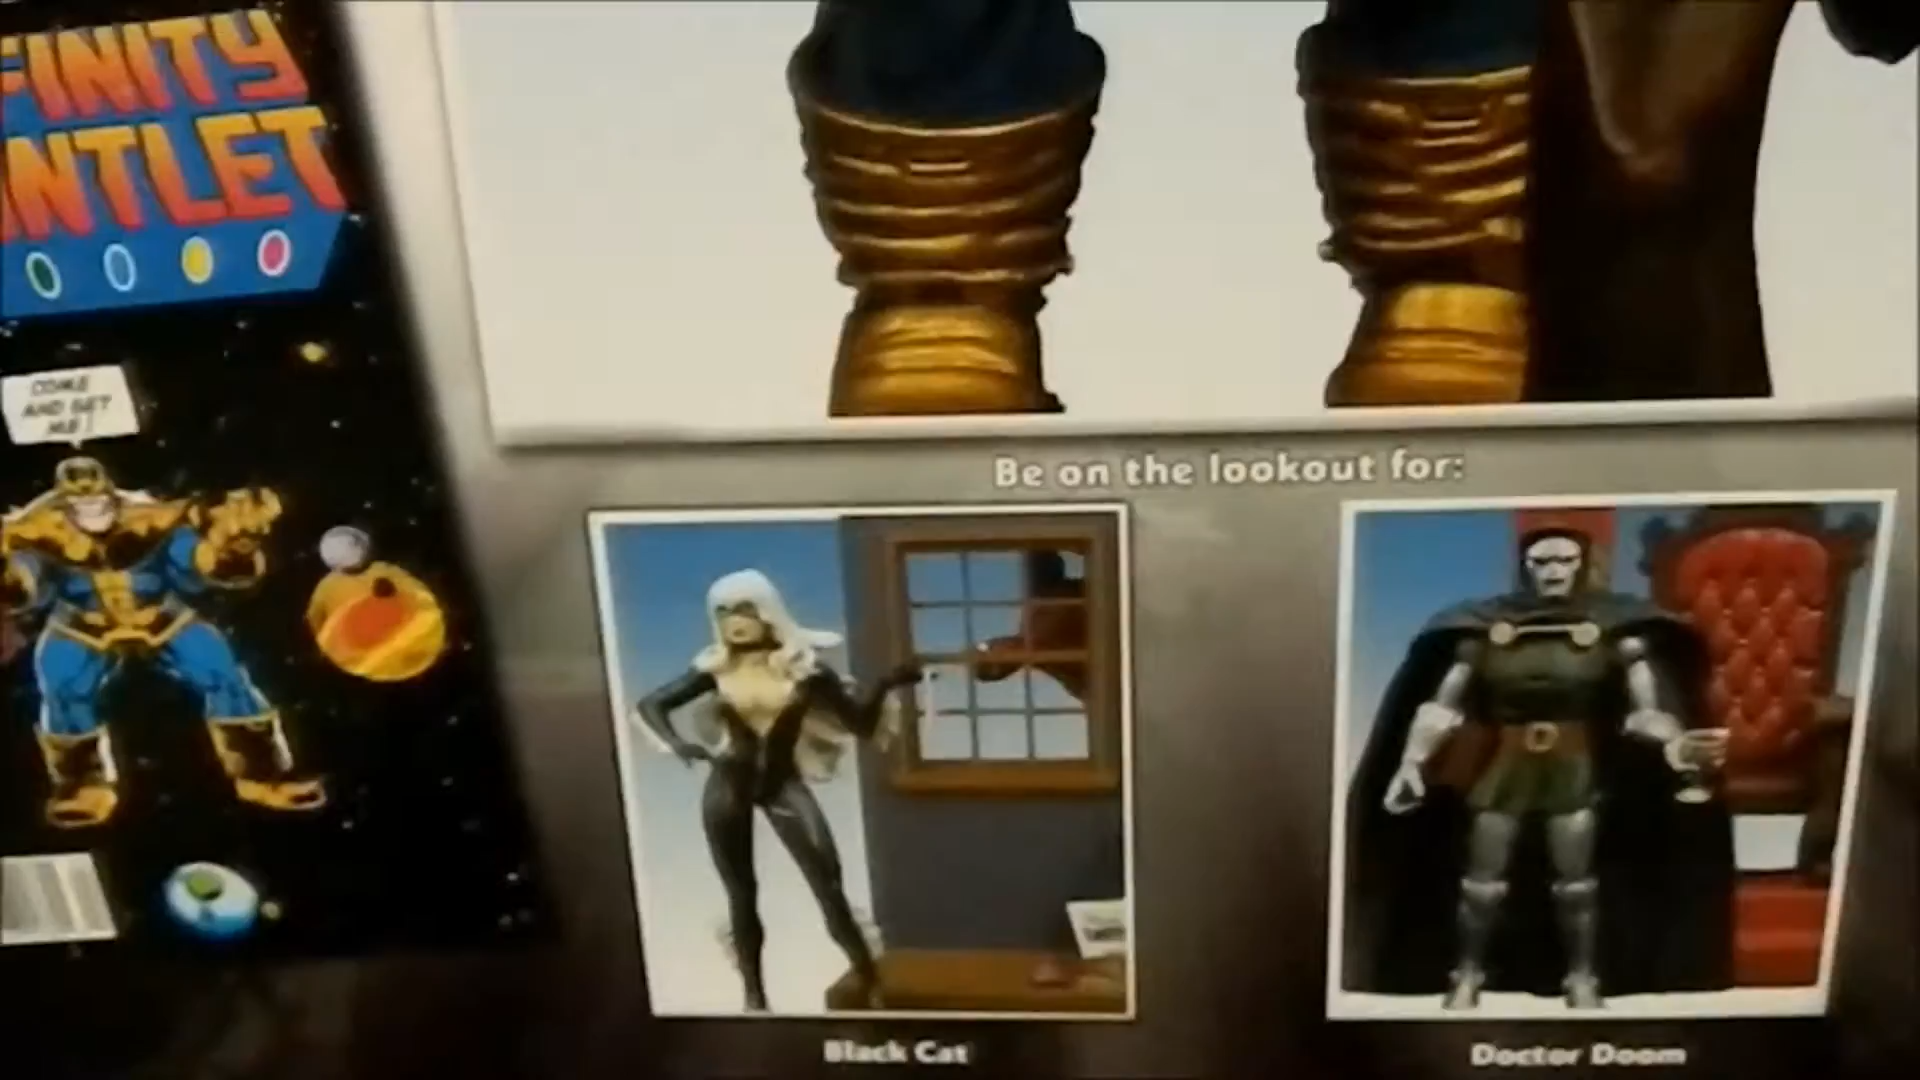 FINITY
NTLET
COME
AND GET
ME!
Be on the lookout for:
Black Cat
Doctor Doom